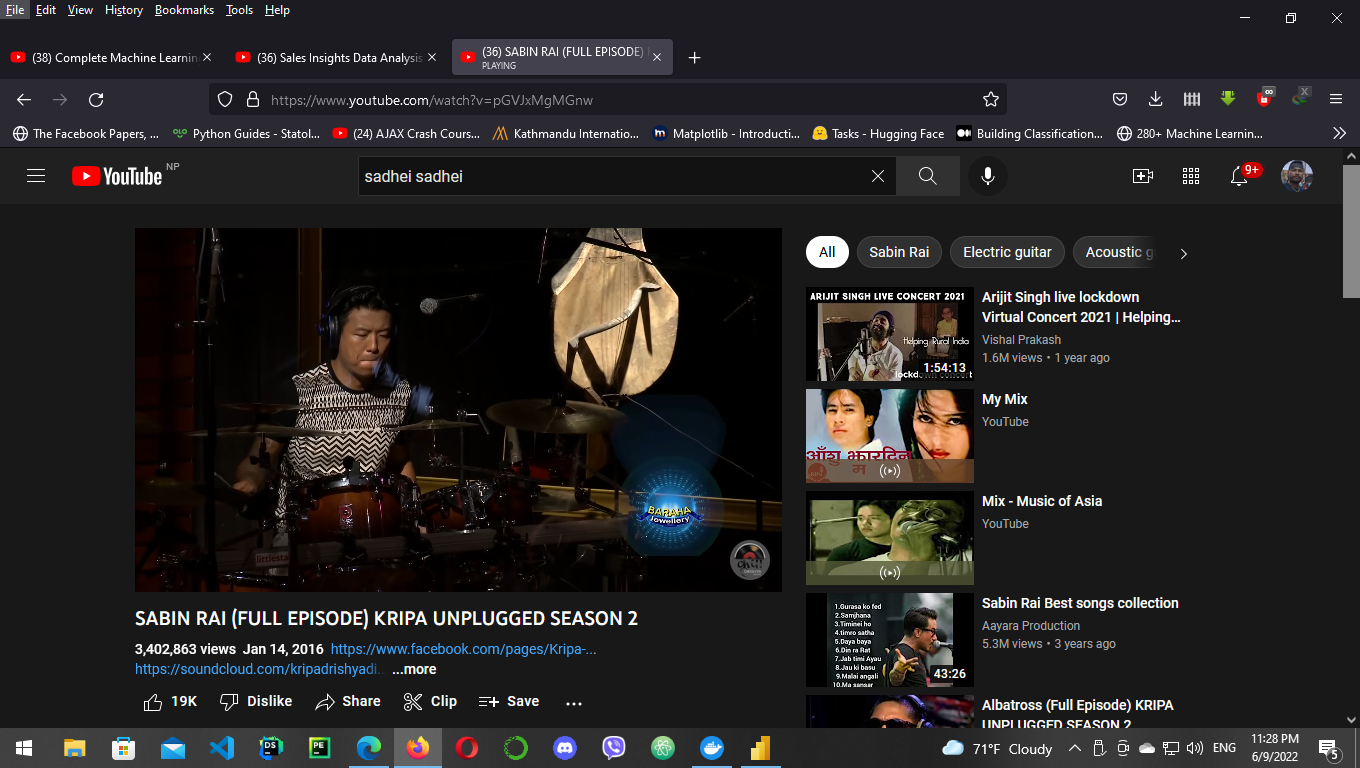 File Edit View History Bookmarks Tools Help
(38) Complete Machine Learnin
(36) Sales Insights Data Analysis
(36) SABIN RAI (FULL EPISODE)
PLAYING
https://www.youtube.com/watch?v=pGVJxMgMGnw
The Facebook Papers, ...
Python Guides - Statol...
(24) AJAX Crash Cours...
Kathmandu Internatio...
Matplotlib - Introducti...
Tasks - Hugging Face
Building Classification...
280+ Machine Learnin...
YouTube NP
sadhei sadhei
9+
All
Sabin Rai
Electric guitar
Acoustic g
BARAHA
Jewellery
ARIJIT SINGH LIVE CONCERT 2021
Helping Rural India
lockdown concert
1:54:13
Arijit Singh live lockdown
Virtual Concert 2021 | Helping...
Vishal Prakash
1.6M views • 1 year ago
आँशु झारदिन
म
My Mix
YouTube
Mix - Music of Asia
YouTube
1.Gurasa ko fed
2.Samjhana
3.Timinei ho
4.timro satha
5.Daya baya
6.Din ra Rat
7.Jab timi Ayau
8.Jau ki basu
9.Malai angali
10.Ma sansar
43:26
Sabin Rai Best songs collection
Aayara Production
5.3M views • 3 years ago
Albatross (Full Episode) KRIPA
UNPLUGGED SEASON 2
SABIN RAI (FULL EPISODE) KRIPA UNPLUGGED SEASON 2
3,402,863 views Jan 14, 2016 https://www.facebook.com/pages/Kripa-...
https://soundcloud.com/kripadrishyadi... ...more
19K
Dislike
Share
Clip
Save
71°F Cloudy
ENG
11:28 PM
6/9/2022
5